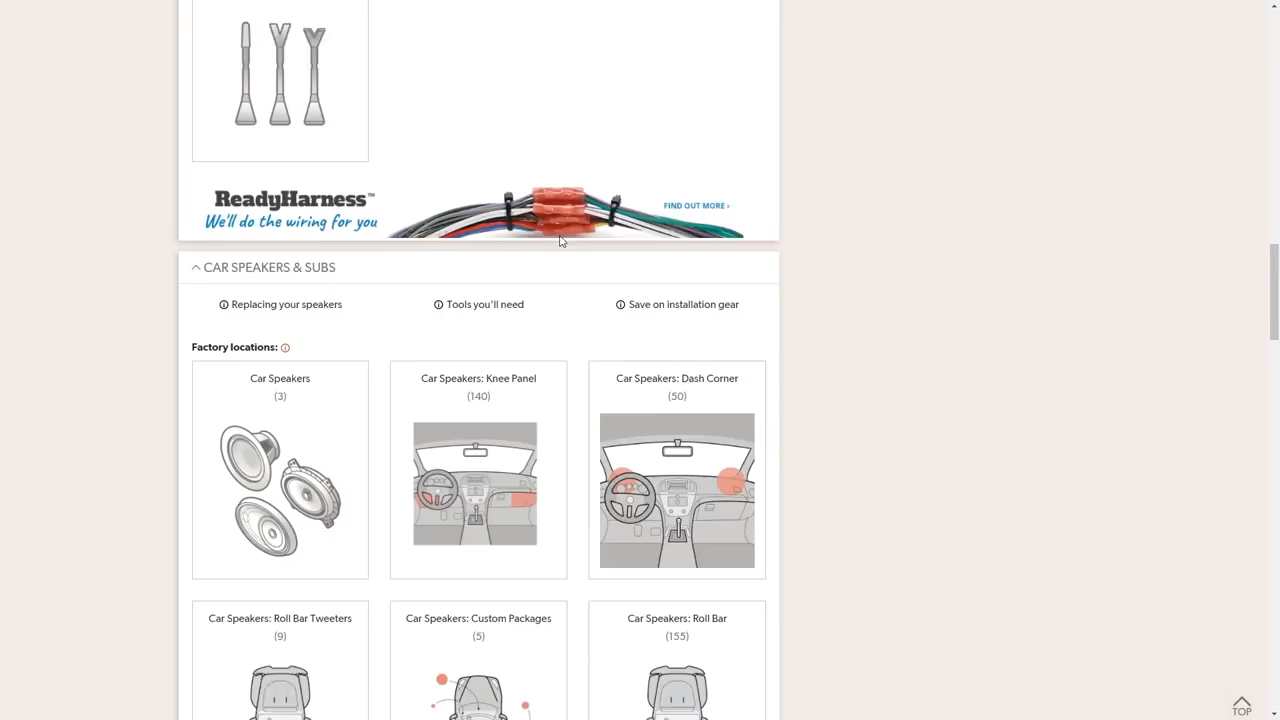 ReadyHarness™
We'll do the wiring for you
FIND OUT MORE ›
CAR SPEAKERS & SUBS
Replacing your speakers
Tools you'll need
Save on installation gear
Factory locations:
Car Speakers
(3)
Car Speakers: Knee Panel
(140)
Car Speakers: Dash Corner
(50)
Car Speakers: Roll Bar Tweeters
(9)
Car Speakers: Custom Packages
(5)
Car Speakers: Roll Bar
(155)
TOP